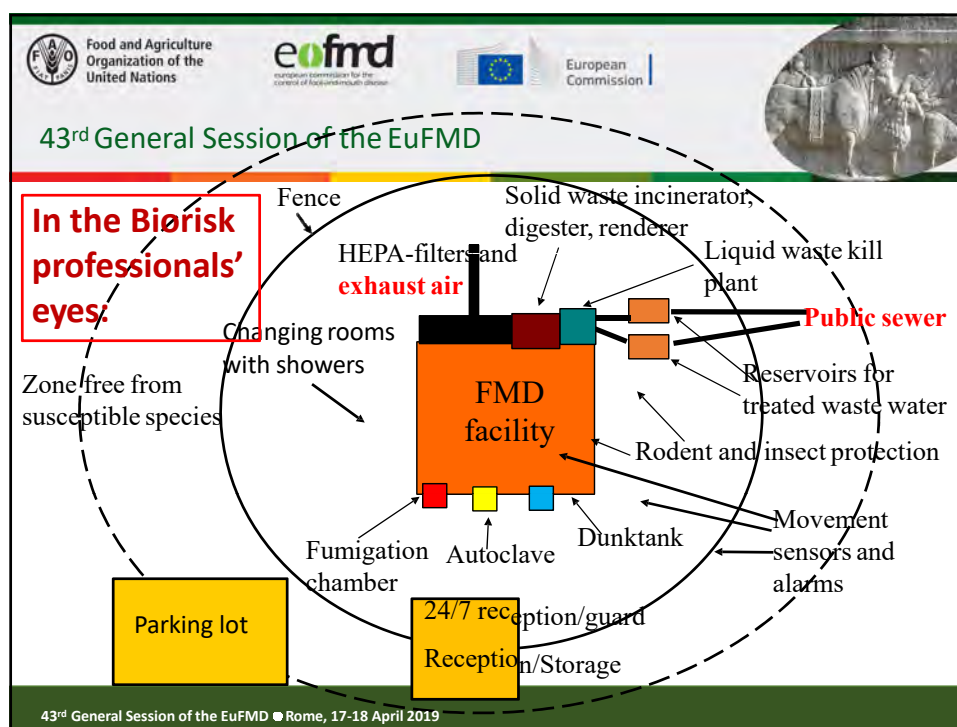 Food and Agriculture
Organization of the
United Nations
FAO
FIAT PANIS
eofmd
european commission for the
control of foot-and-mouth disease
European
Commission
43rd General Session of the EuFMD
In the Biorisk
professionals'
eyes:
Fence
Solid waste incinerator,
digester, renderer
HEPA-filters and
exhaust air
Liquid waste kill
plant
Public sewer
Changing rooms
with showers
Zone free from
susceptible species
Reservoirs for
treated waste water
FMD
facility
Rodent and insect protection
Movement
sensors and
alarms
Fumigation
chamber
Autoclave
Dunktank
Parking lot
24/7 reception/guard
Reception/Storage
43rd General Session of the EuFMD ● Rome, 17-18 April 2019